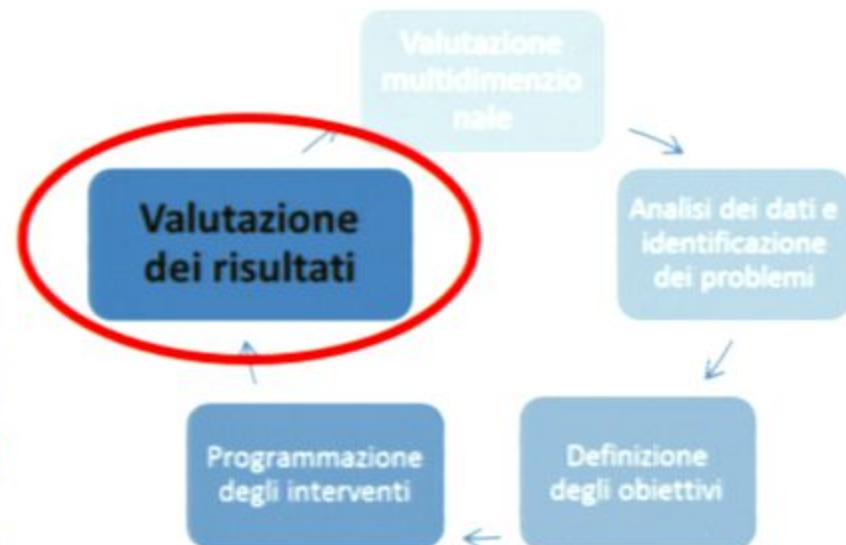 Valutazione
multidimenzio
nale
Valutazione
dei risultati
Analisi dei dati e
identificazione
dei problemi
Programmazione
degli interventi
Definizione
degli obiettivi